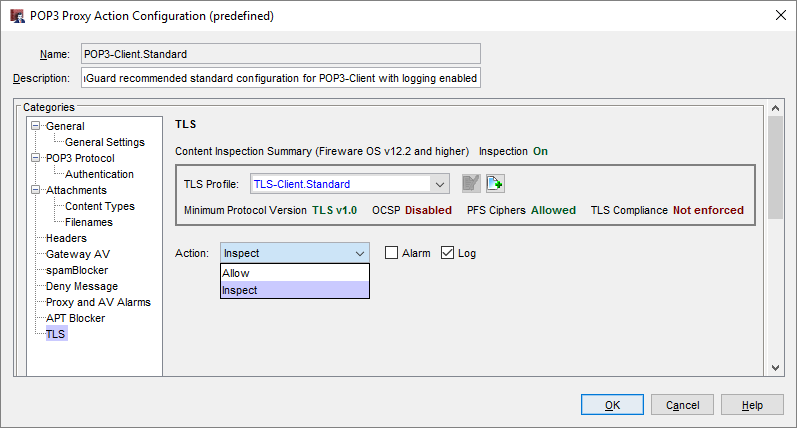 POP3 Proxy Action Configuration (predefined)
Name: POP3-Client.Standard
Description: Guard recommended standard configuration for POP3-Client with logging enabled
Categories
General
General Settings
POP3 Protocol
Authentication
Attachments
Content Types
Filenames
Headers
Gateway AV
spamBlocker
Deny Message
Proxy and AV Alarms
APT Blocker
TLS
TLS
Content Inspection Summary (Fireware OS v12.2 and higher) Inspection On
TLS Profile: TLS-Client.Standard
Minimum Protocol Version TLS v1.0 OCSP Disabled PFS Ciphers Allowed TLS Compliance Not enforced
Action: Inspect Alarm Log
Allow
Inspect
OK Cancel Help